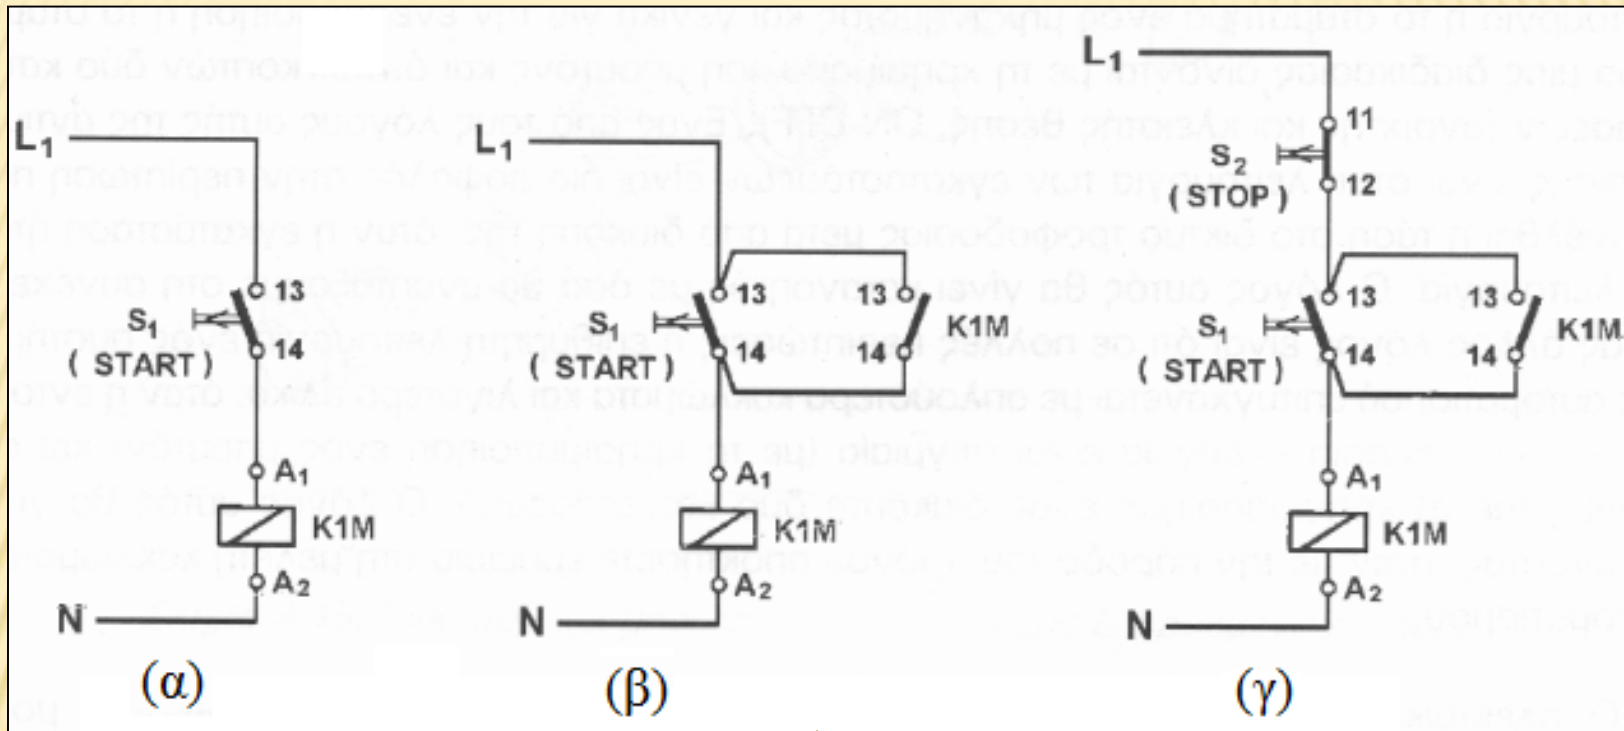 L1
L1
L1
11
S2
12
( STOP )
13
S1
14
( START )
13
13
K1M
S1
14
14
( START )
13
13
K1M
S1
14
14
( START )
A1
K1M
A2
A1
K1M
A2
A1
K1M
A2
N
N
N
(α)
(β)
(γ)